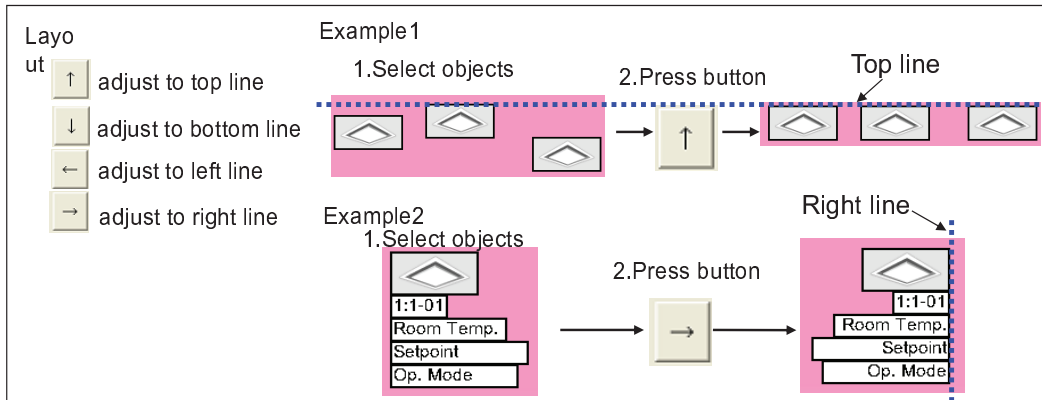 Layo
ut
↑ adjust to top line
↓ adjust to bottom line
← adjust to left line
→ adjust to right line
Example1
1.Select objects
2.Press button
Top line
↑
Example2
1.Select objects
2.Press button
Right line
1:1-01
Room Temp.
Setpoint
Op. Mode
→
1:1-01
Room Temp.
Setpoint
Op. Mode